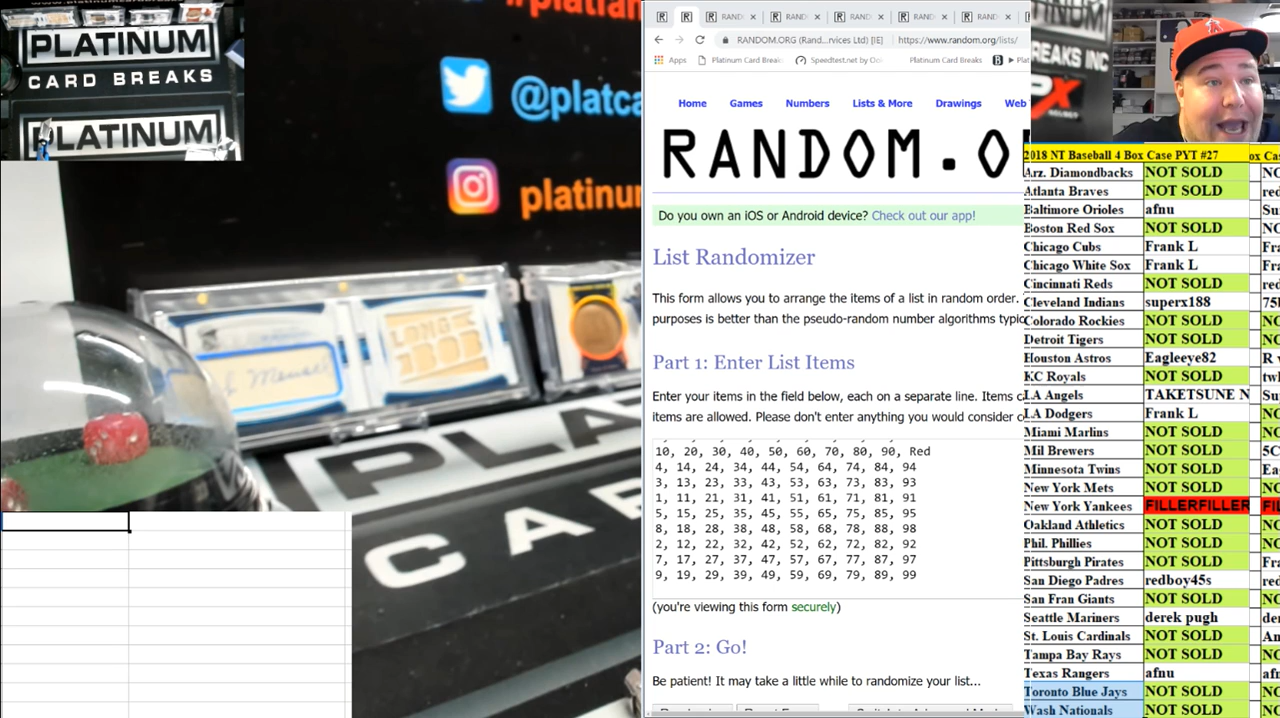 PLATINUM
CARD BREAKS
PLATINUM
@platca
platinum
CAR
RANDOM.ORG (Rand...rvices Ltd) [IE]
https://www.random.org/lists/
Apps
Platinum Card Break
Speedtest.net by Oo
Platinum Card Breaks
Home
Games
Numbers
Lists & More
Drawings
Web
RANDOM.O
Do you own an iOS or Android device? Check out our app!
List Randomizer
This form allows you to arrange the items of a list in random order.
purposes is better than the pseudo-random number algorithms typic
Part 1: Enter List Items
Enter your items in the field below, each on a separate line. Items c
items are allowed. Please don't enter anything you would consider c
10, 20, 30, 40, 50, 60, 70, 80, 90, Red
4, 14, 24, 34, 44, 54, 64, 74, 84, 94
3, 13, 23, 33, 43, 53, 63, 73, 83, 93
1, 11, 21, 31, 41, 51, 61, 71, 81, 91
5, 15, 25, 35, 45, 55, 65, 75, 85, 95
8, 18, 28, 38, 48, 58, 68, 78, 88, 98
2, 12, 22, 32, 42, 52, 62, 72, 82, 92
7, 17, 27, 37, 47, 57, 67, 77, 87, 97
9, 19, 29, 39, 49, 59, 69, 79, 89, 99
(you're viewing this form securely)
Part 2: Go!
Be patient! It may take a little while to randomize your list...
REAKS INC
2018 NT Baseball 4 Box Case PYT #27
Arz. Diamondbacks NOT SOLD
Atlanta Braves NOT SOLD
Baltimore Orioles afnu
Boston Red Sox NOT SOLD
Chicago Cubs Frank L
Chicago White Sox Frank L
Cincinnati Reds NOT SOLD
Cleveland Indians superx188
Colorado Rockies NOT SOLD
Detroit Tigers NOT SOLD
Houston Astros Eagleeye82
KC Royals NOT SOLD
LA Angels TAKETSUNE N
LA Dodgers Frank L
Miami Marlins NOT SOLD
Mil Brewers NOT SOLD
Minnesota Twins NOT SOLD
New York Mets NOT SOLD
New York Yankees FILLERFILLER
Oakland Athletics NOT SOLD
Phil. Phillies NOT SOLD
Pittsburgh Pirates NOT SOLD
San Diego Padres redboy45s
San Fran Giants NOT SOLD
Seattle Mariners derek pugh
St. Louis Cardinals NOT SOLD
Tampa Bay Rays NOT SOLD
Texas Rangers afnu
Toronto Blue Jays NOT SOLD
Wash Nationals NOT SOLD